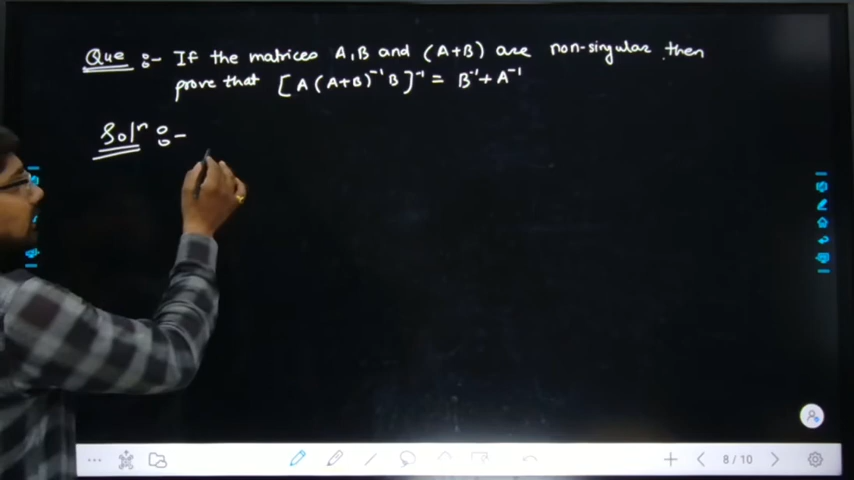 Que :- If the matrices A, B and (A+B) are non-singular then
prove that [A(A+B)⁻¹B]⁻¹ = B⁻¹+A⁻¹
Solⁿ :-
8 / 10